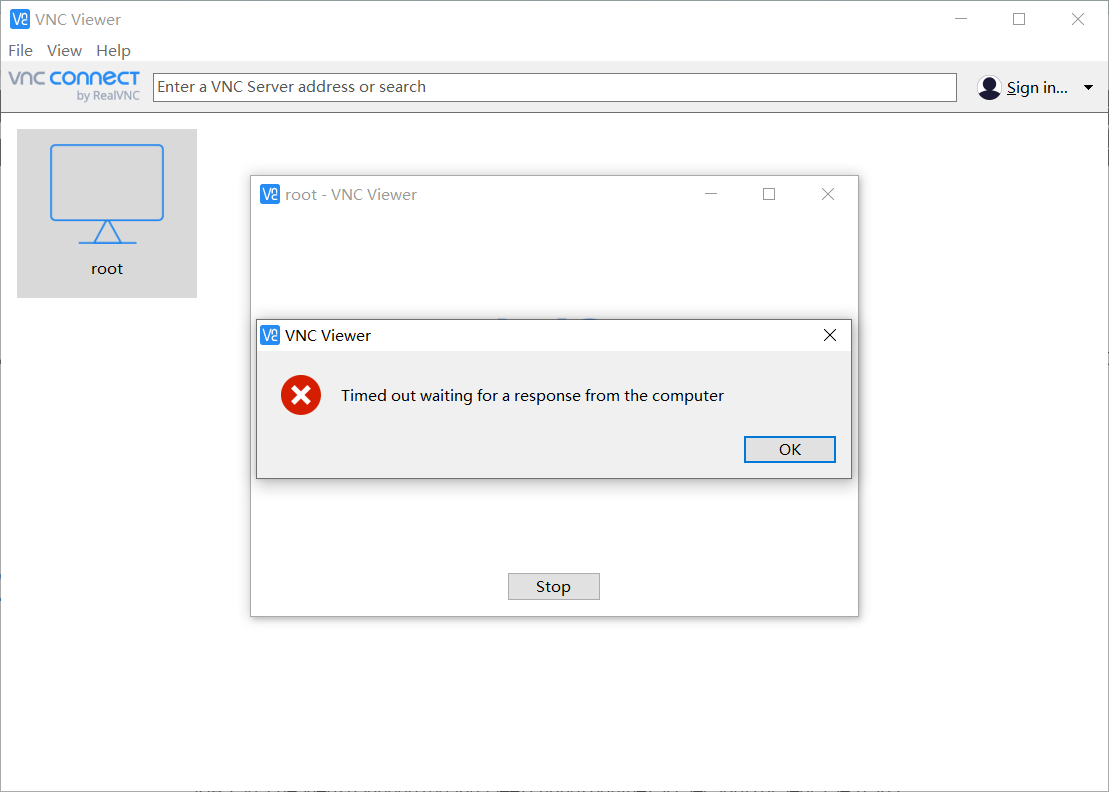 VNC Viewer
File View Help
vnc connect
by RealVNC
Enter a VNC Server address or search
Sign in...
root
root - VNC Viewer
VNC Viewer
Timed out waiting for a response from the computer
OK
Stop